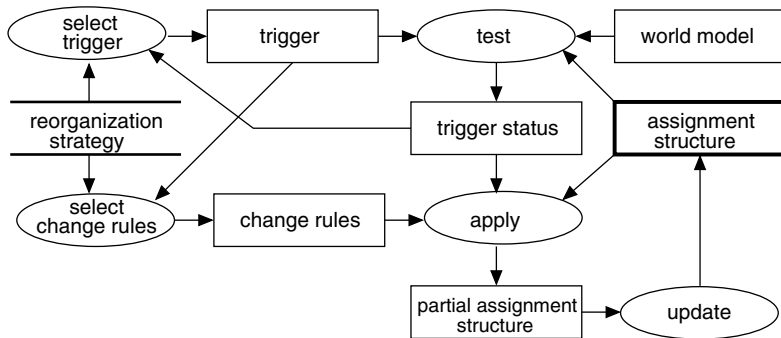 select
trigger
trigger
test
world model
reorganization
strategy
trigger status
assignment
structure
select
change rules
change rules
apply
partial assignment
structure
update